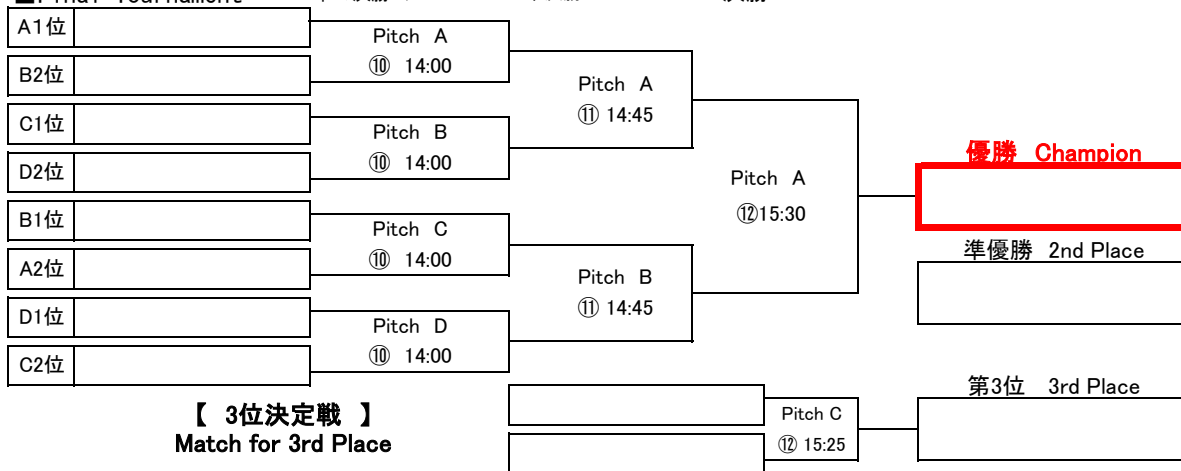 A1位
Pitch A
⑩ 14:00
B2位
Pitch A
⑪ 14:45
C1位
Pitch B
⑩ 14:00
D2位
Pitch A
⑫15:30
優勝 Champion
B1位
Pitch C
⑩ 14:00
A2位
Pitch B
⑪ 14:45
準優勝 2nd Place
D1位
Pitch D
⑩ 14:00
C2位
第3位 3rd Place
【 3位決定戦 】
Match for 3rd Place
Pitch C
⑫ 15:25